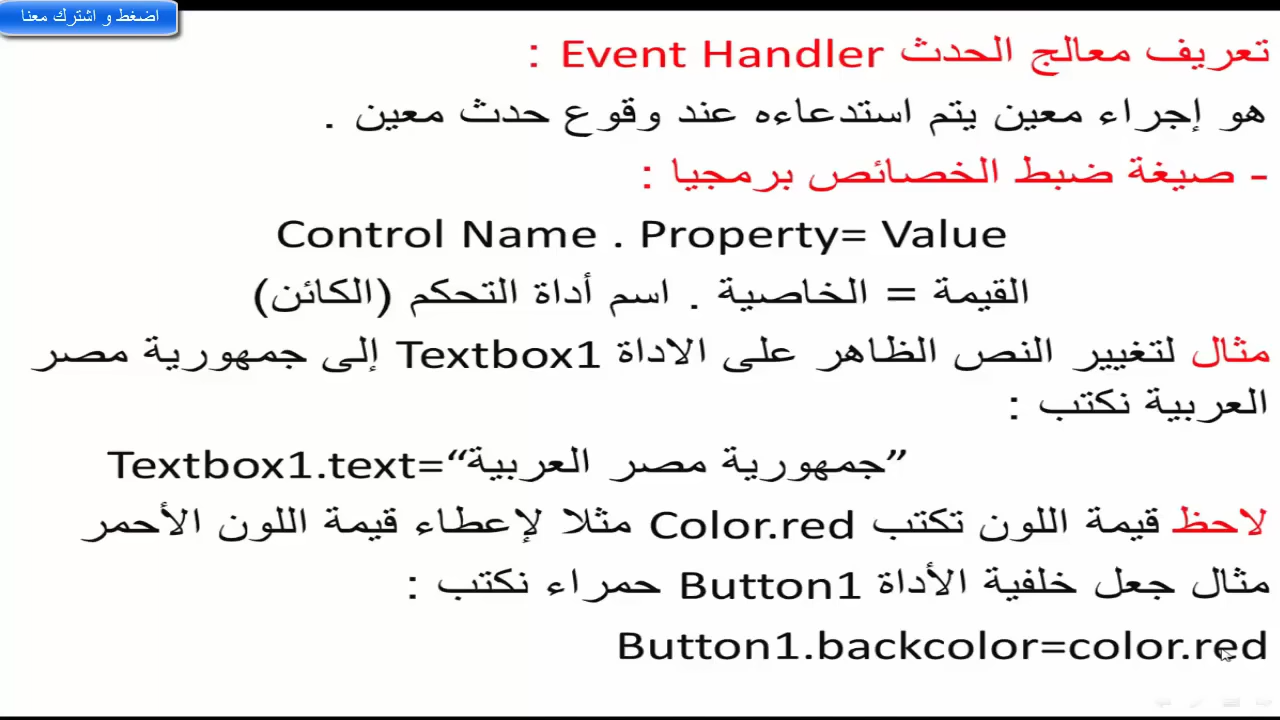 اضغط و اشترك معنا
تعريف معالج الحدث Event Handler :
هو إجراء معين يتم استدعاءه عند وقوع حدث معين .
- صيغة ضبط الخصائص برمجيا :
Control Name . Property= Value
القيمة = الخاصية . اسم أداة التحكم (الكائن)
مثال لتغيير النص الظاهر على الاداة Textbox1 إلى جمهورية مصر
العربية نكتب :
Textbox1.text=“جمهورية مصر العربية”
لاحظ قيمة اللون تكتب Color.red مثلا لإعطاء قيمة اللون الأحمر
مثال جعل خلفية الأداة Button1 حمراء نكتب :
Button1.backcolor=color.red